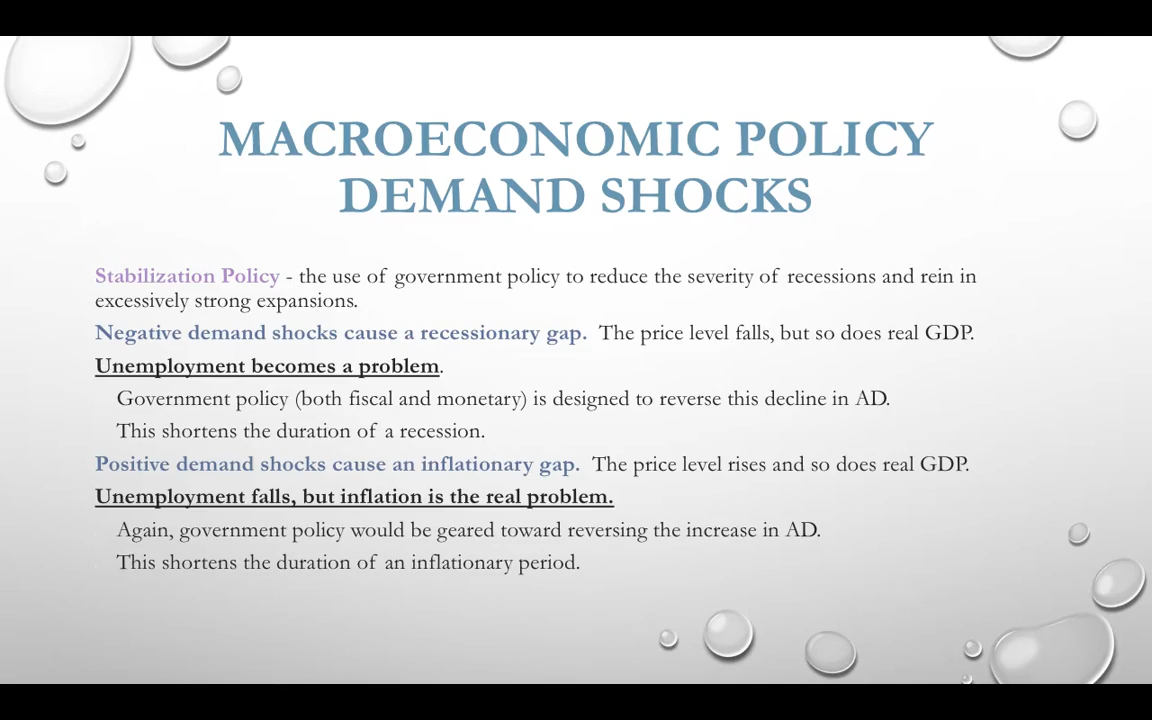 MACROECONOMIC POLICY
DEMAND SHOCKS
Stabilization Policy - the use of government policy to reduce the severity of recessions and rein in
excessively strong expansions.
Negative demand shocks cause a recessionary gap. The price level falls, but so does real GDP.
Unemployment becomes a problem.
Government policy (both fiscal and monetary) is designed to reverse this decline in AD.
This shortens the duration of a recession.
Positive demand shocks cause an inflationary gap. The price level rises and so does real GDP.
Unemployment falls, but inflation is the real problem.
Again, government policy would be geared toward reversing the increase in AD.
This shortens the duration of an inflationary period.